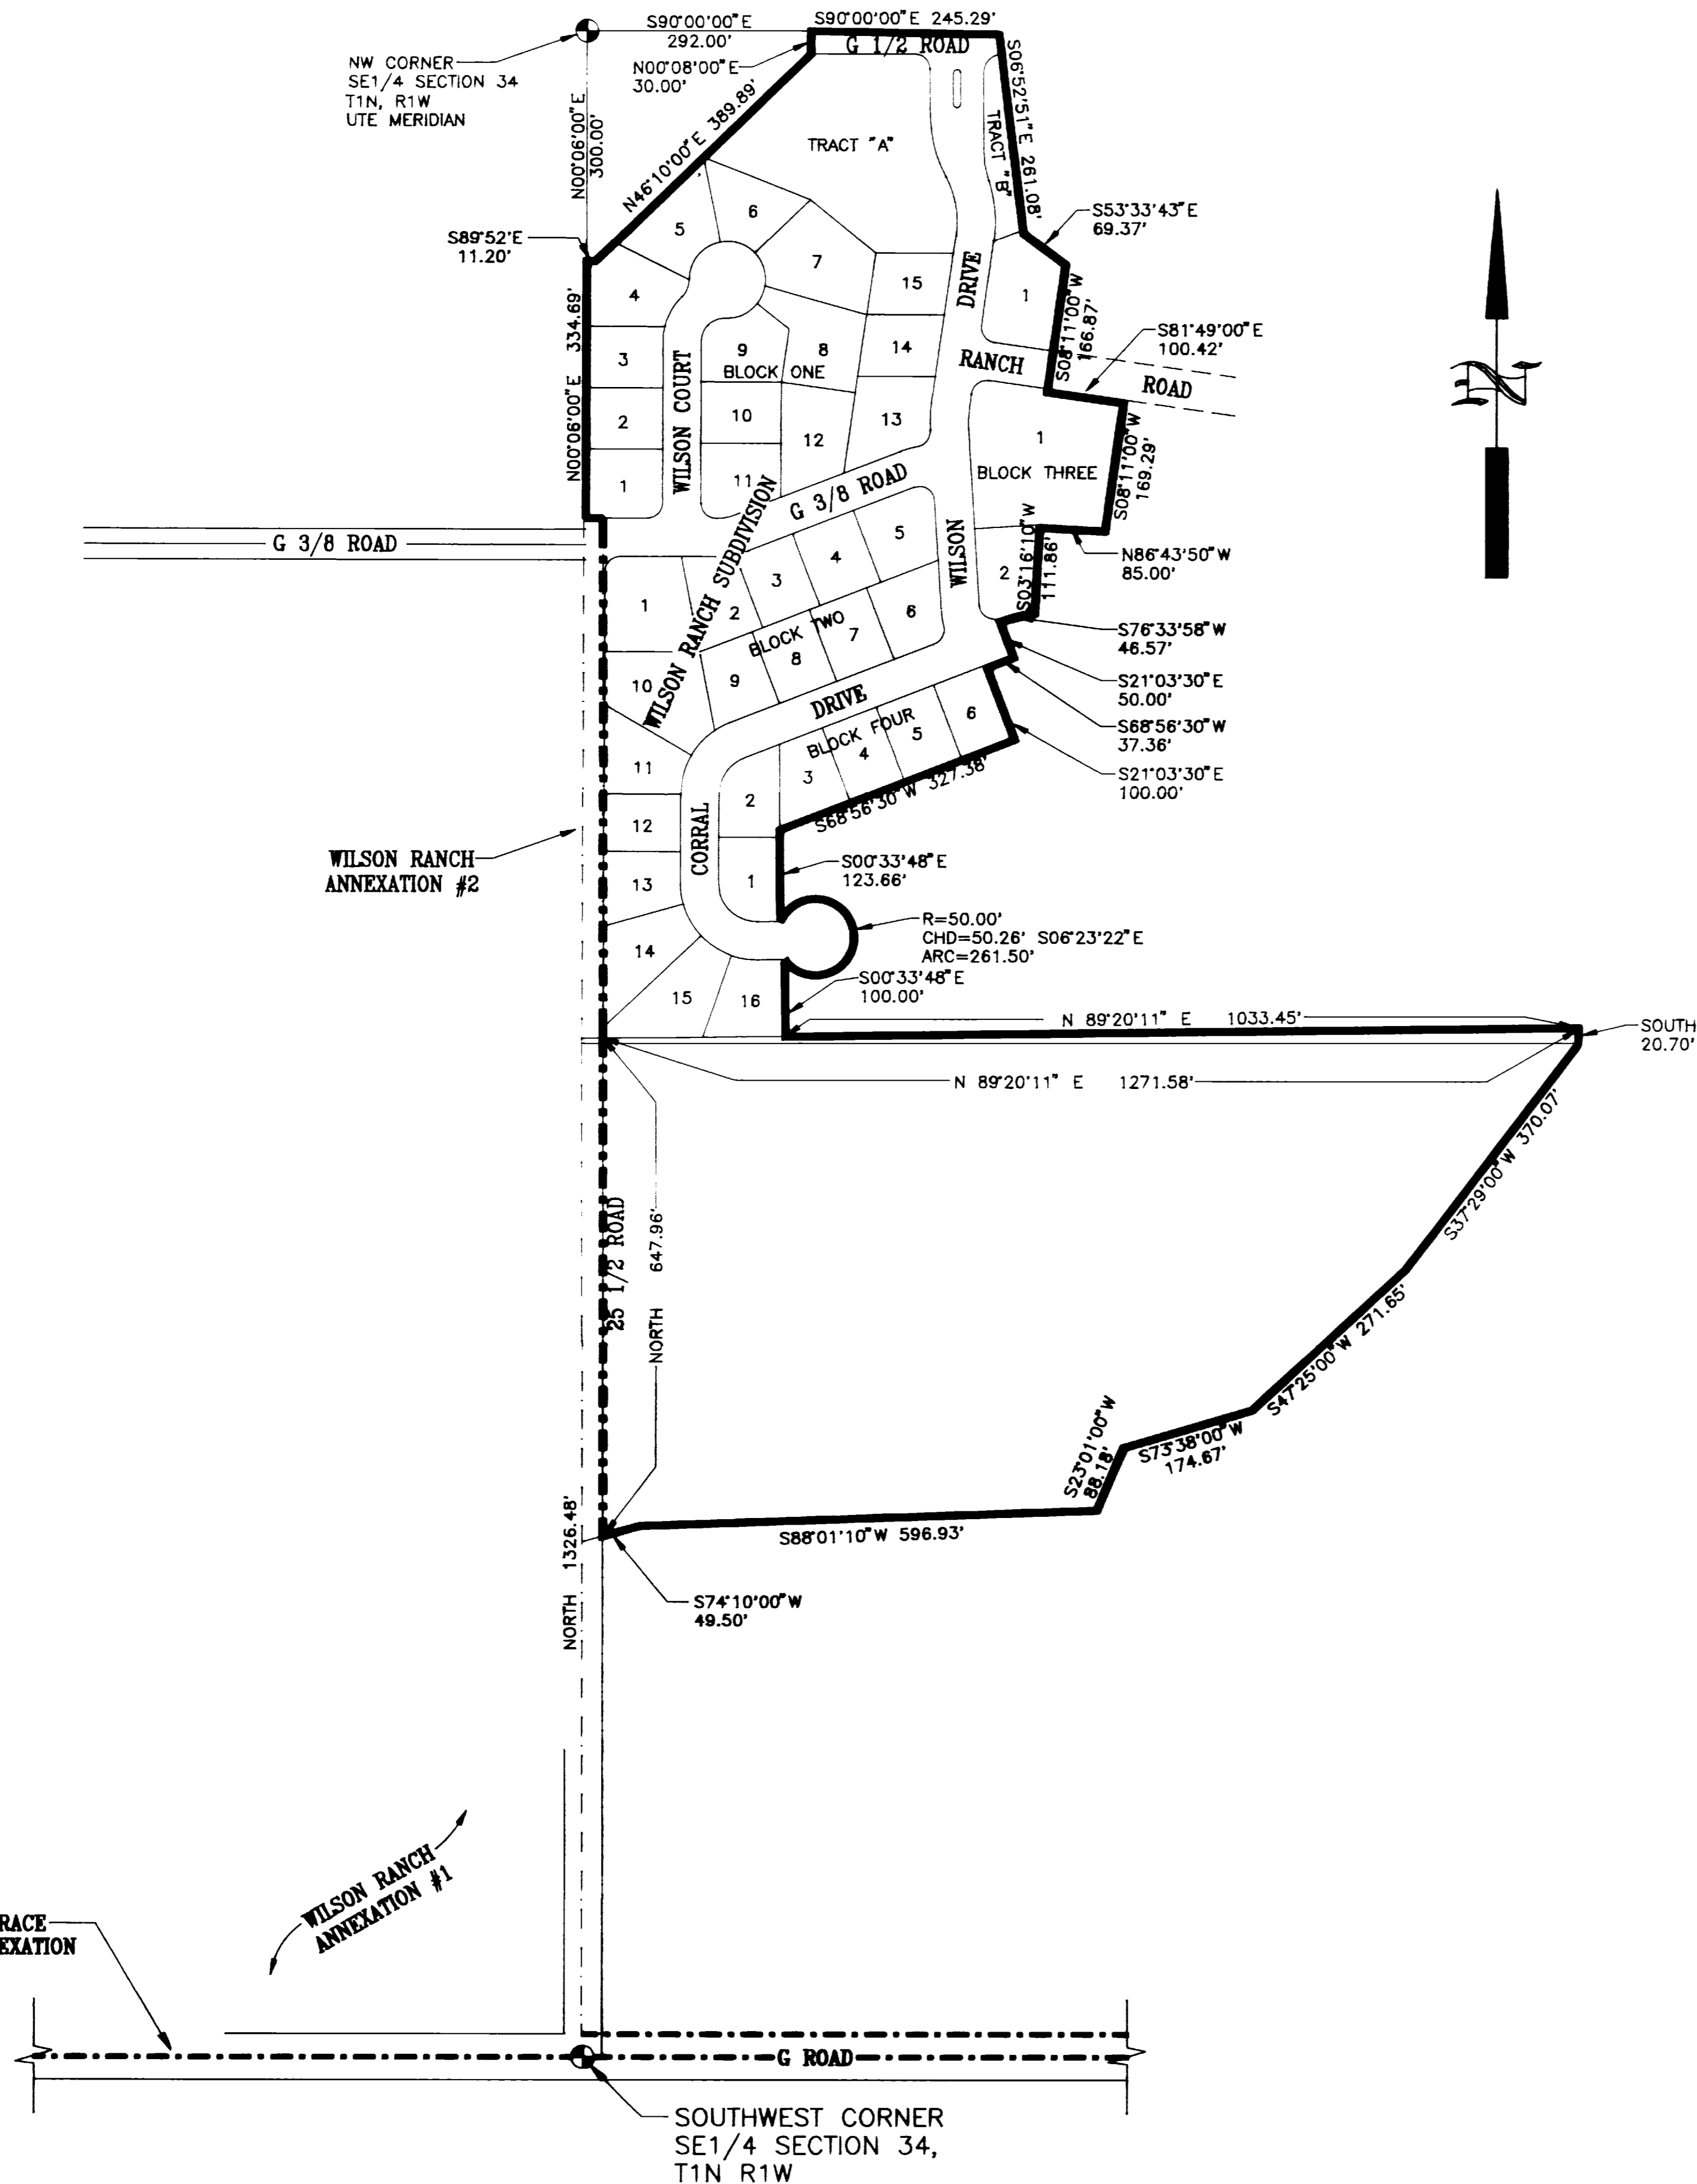 S90°00'00"E
292.00'
S90°00'00"E 245.29'
G 1/2 ROAD
NW CORNER
SE1/4 SECTION 34
T1N, R1W
UTE MERIDIAN
N00°08'00"E
30.00'
N00°06'00"E
300.00'
N46°10'00"E 389.89'
S06°52'51"E 261.08'
TRACT "A"
TRACT "B"
S53°33'43"E
69.37'
S89°52'E
11.20'
5
6
7
15
4
DRIVE
1
S08°11'00"W
166.87'
S81°49'00"E
100.42'
N00°06'00"E 334.69'
3
WILSON COURT
9
8
14
BLOCK ONE
RANCH
ROAD
2
10
12
13
1
BLOCK THREE
S08°11'00"W
169.29'
1
11
G 3/8 ROAD
G 3/8 ROAD
WILSON RANCH SUBDIVISION
5
4
3
WILSON
2
S03°16'10"W
111.86'
N86°43'50"W
85.00'
1
2
BLOCK TWO
6
7
8
9
10
S76°33'58"W
46.57'
S21°03'30"E
50.00'
S68°56'30"W
37.36'
S21°03'30"E
100.00'
DRIVE
BLOCK FOUR
6
5
4
3
S68°56'30"W 327.38'
11
2
12
CORRAL
WILSON RANCH
ANNEXATION #2
S00°33'48"E
123.66'
13
1
R=50.00'
CHD=50.26' S06°23'22"E
ARC=261.50'
14
S00°33'48"E
100.00'
15
16
N 89°20'11" E 1033.45'
SOUTH
20.70'
N 89°20'11" E 1271.58'
S37°29'00"W 370.07'
25 1/2 ROAD
NORTH 647.96'
S47°25'00"W 271.65'
S23°01'00"W
88.18'
S73°38'00"W
174.67'
S88°01'10"W 596.93'
NORTH 1326.48'
S74°10'00"W
49.50'
WILSON RANCH
ANNEXATION #1
RACE
EXATION
G ROAD
SOUTHWEST CORNER
SE1/4 SECTION 34,
T1N R1W